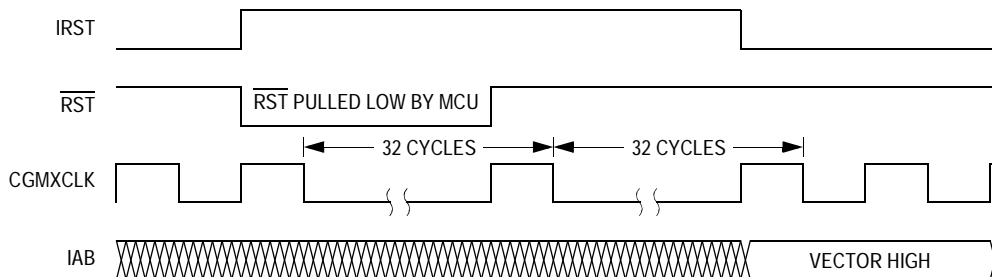 IRST
RST
RST PULLED LOW BY MCU
32 CYCLES
32 CYCLES
CGMXCLK
IAB
VECTOR HIGH